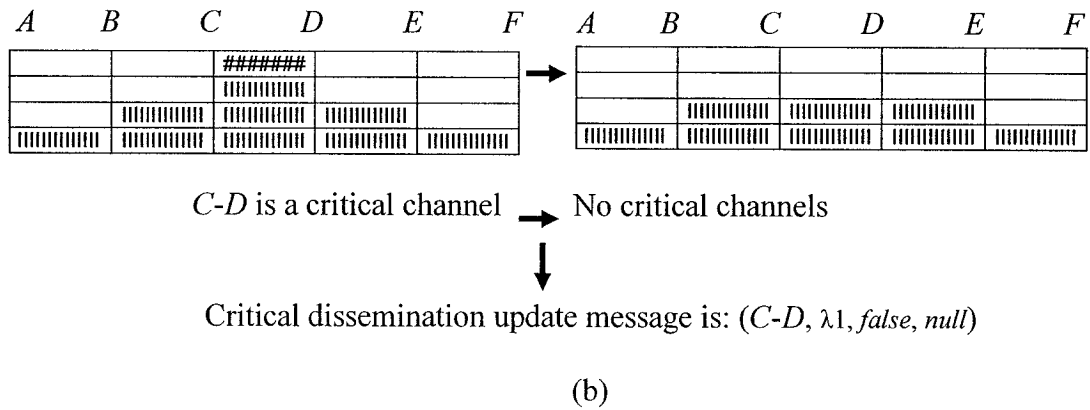 A B C D E F A B C D E F
#######
C-D is a critical channel No critical channels
Critical dissemination update message is: (C-D, λ1, false, null)
(b)